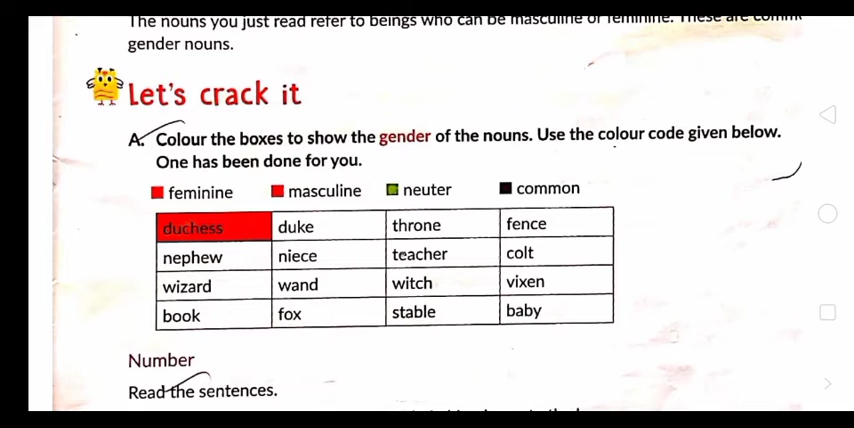 The nouns you just read refer to beings who can be masculine or feminine. These are
gender nouns.
Let's crack it
A. Colour the boxes to show the gender of the nouns. Use the colour code given below.
One has been done for you.
feminine masculine neuter common
duchess duke throne fence
nephew niece teacher colt
wizard wand witch vixen
book fox stable baby
Number
Read the sentences.